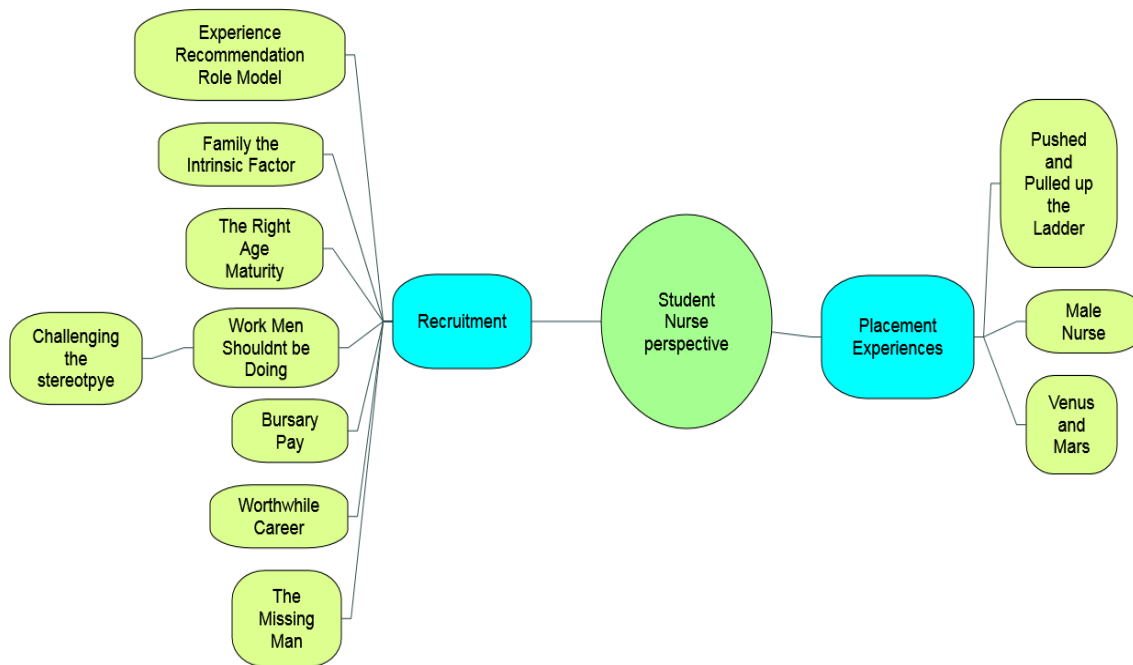 Experience
Recommendation
Role Model
Family the
Intrinsic Factor
The Right
Age
Maturity
Challenging
the
stereotpye
Work Men
Shouldnt be
Doing
Bursary
Pay
Worthwhile
Career
The
Missing
Man
Recruitment
Student
Nurse
perspective
Placement
Experiences
Pushed
and
Pulled up
the
Ladder
Male
Nurse
Venus
and
Mars